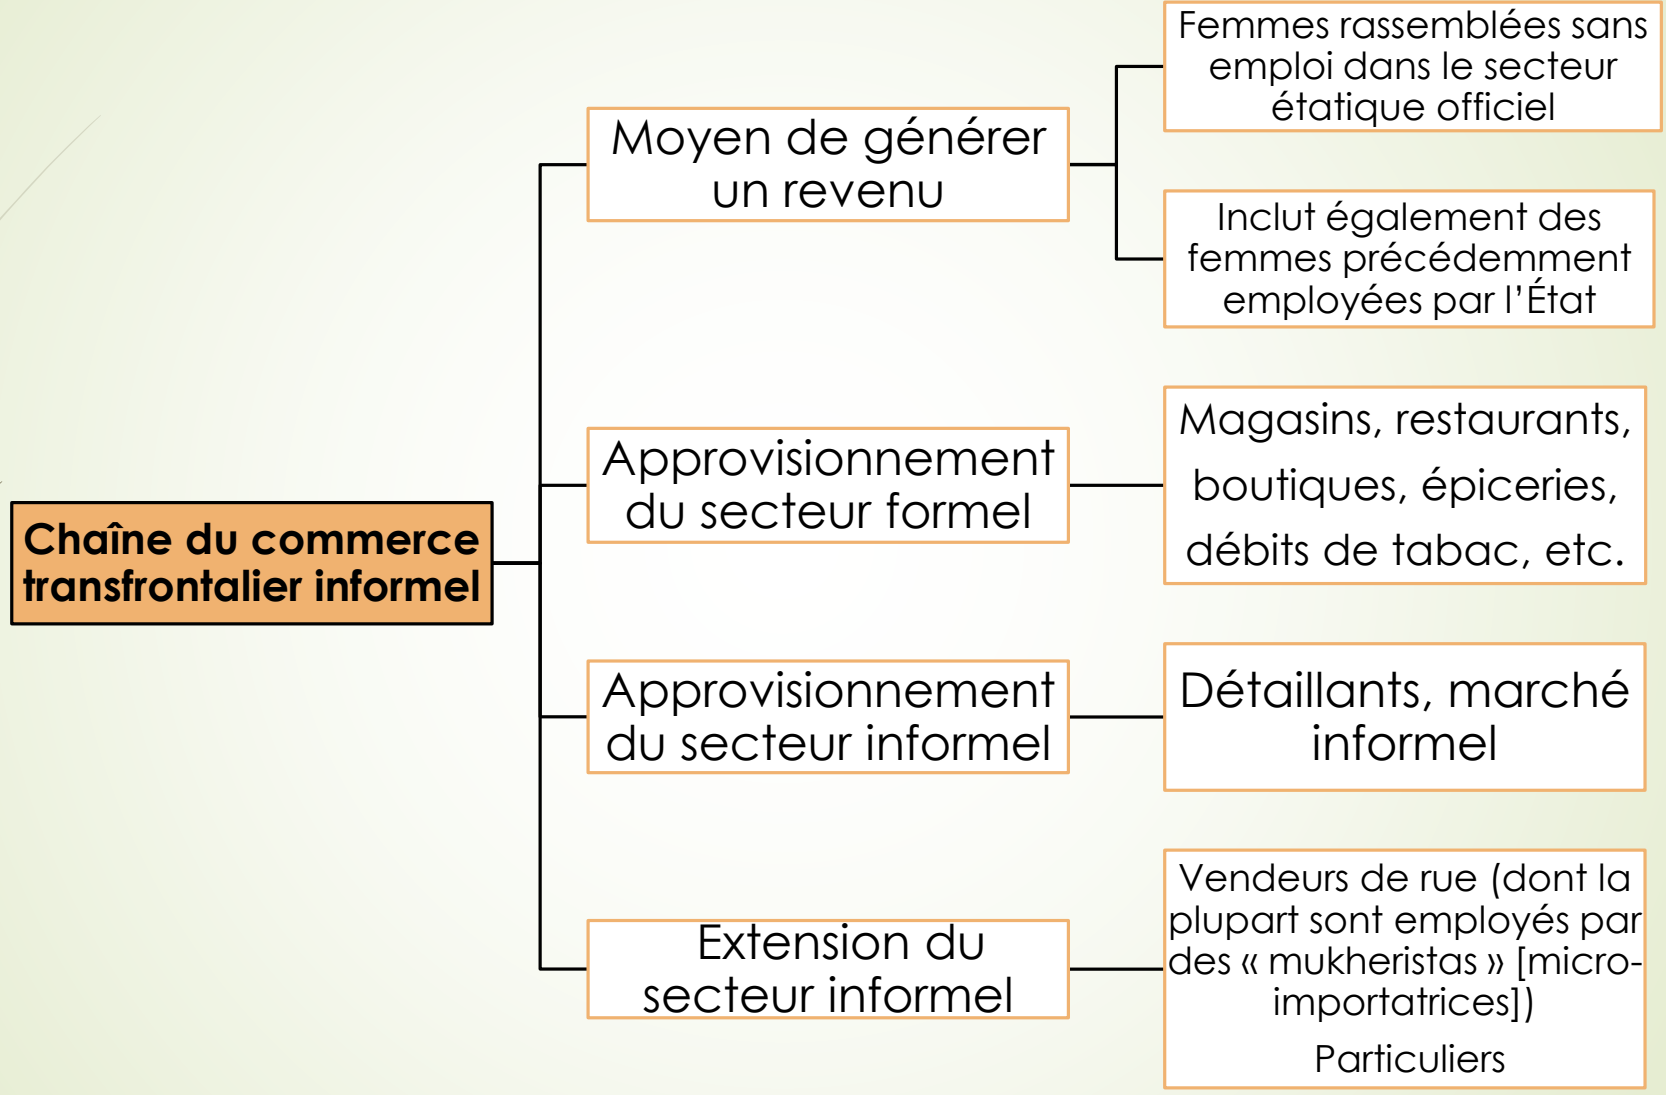 Chaîne du commerce
transfrontalier informel
Moyen de générer
un revenu
Femmes rassemblées sans
emploi dans le secteur
étatique officiel
Inclut également des
femmes précédemment
employées par l’État
Approvisionnement
du secteur formel
Magasins, restaurants,
boutiques, épiceries,
débits de tabac, etc.
Approvisionnement
du secteur informel
Détaillants, marché
informel
Extension du
secteur informel
Vendeurs de rue (dont la
plupart sont employés par
des « mukheristas » [micro-
importatrices])
Particuliers